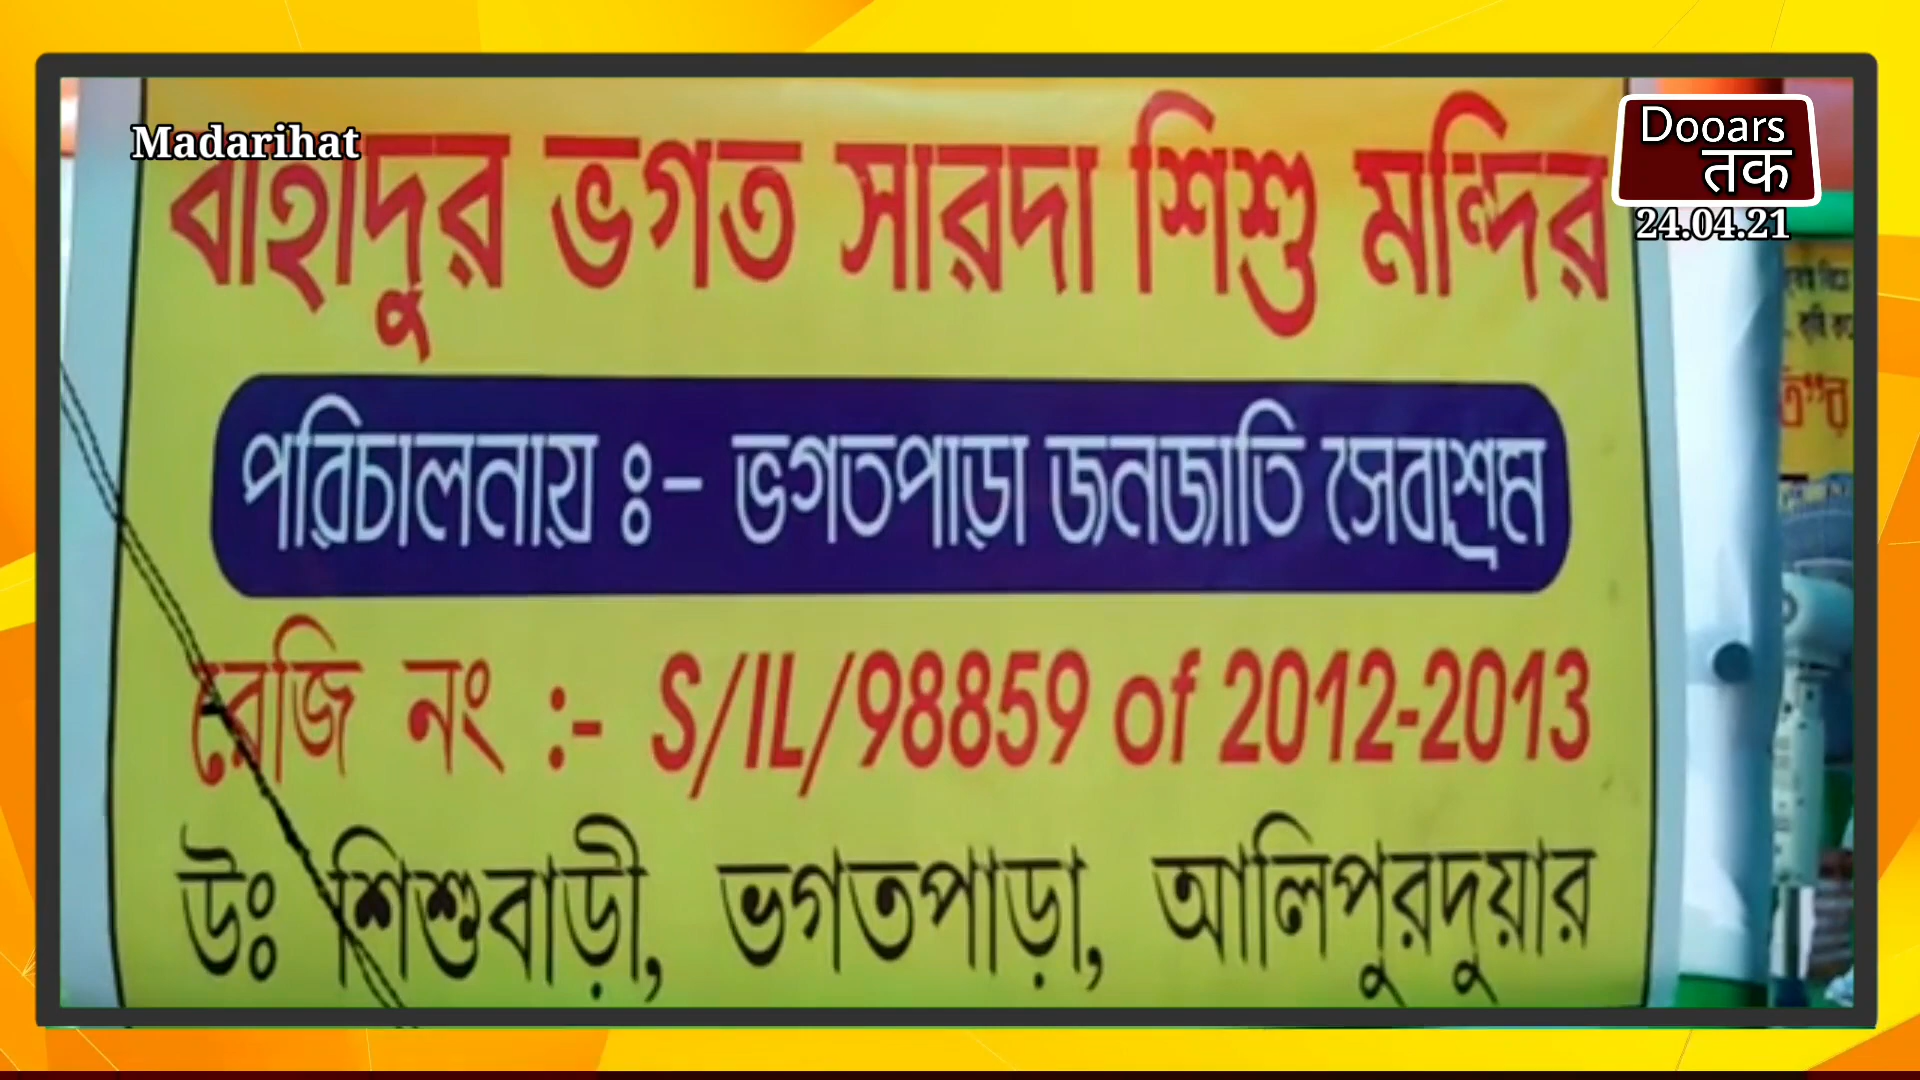 Madarihat
Dooars
तक
24.04.21
বাহাদুর ভগত সারদা শিশু মন্দির
পরিচালনায় ঃ- ভগতপাড়া জনজাতি সেবাশ্রম
রেজি নং :- S/IL/98859 of 2012-2013
উঃ শিশুবাড়ী, ভগতপাড়া, আলিপুরদুয়ার